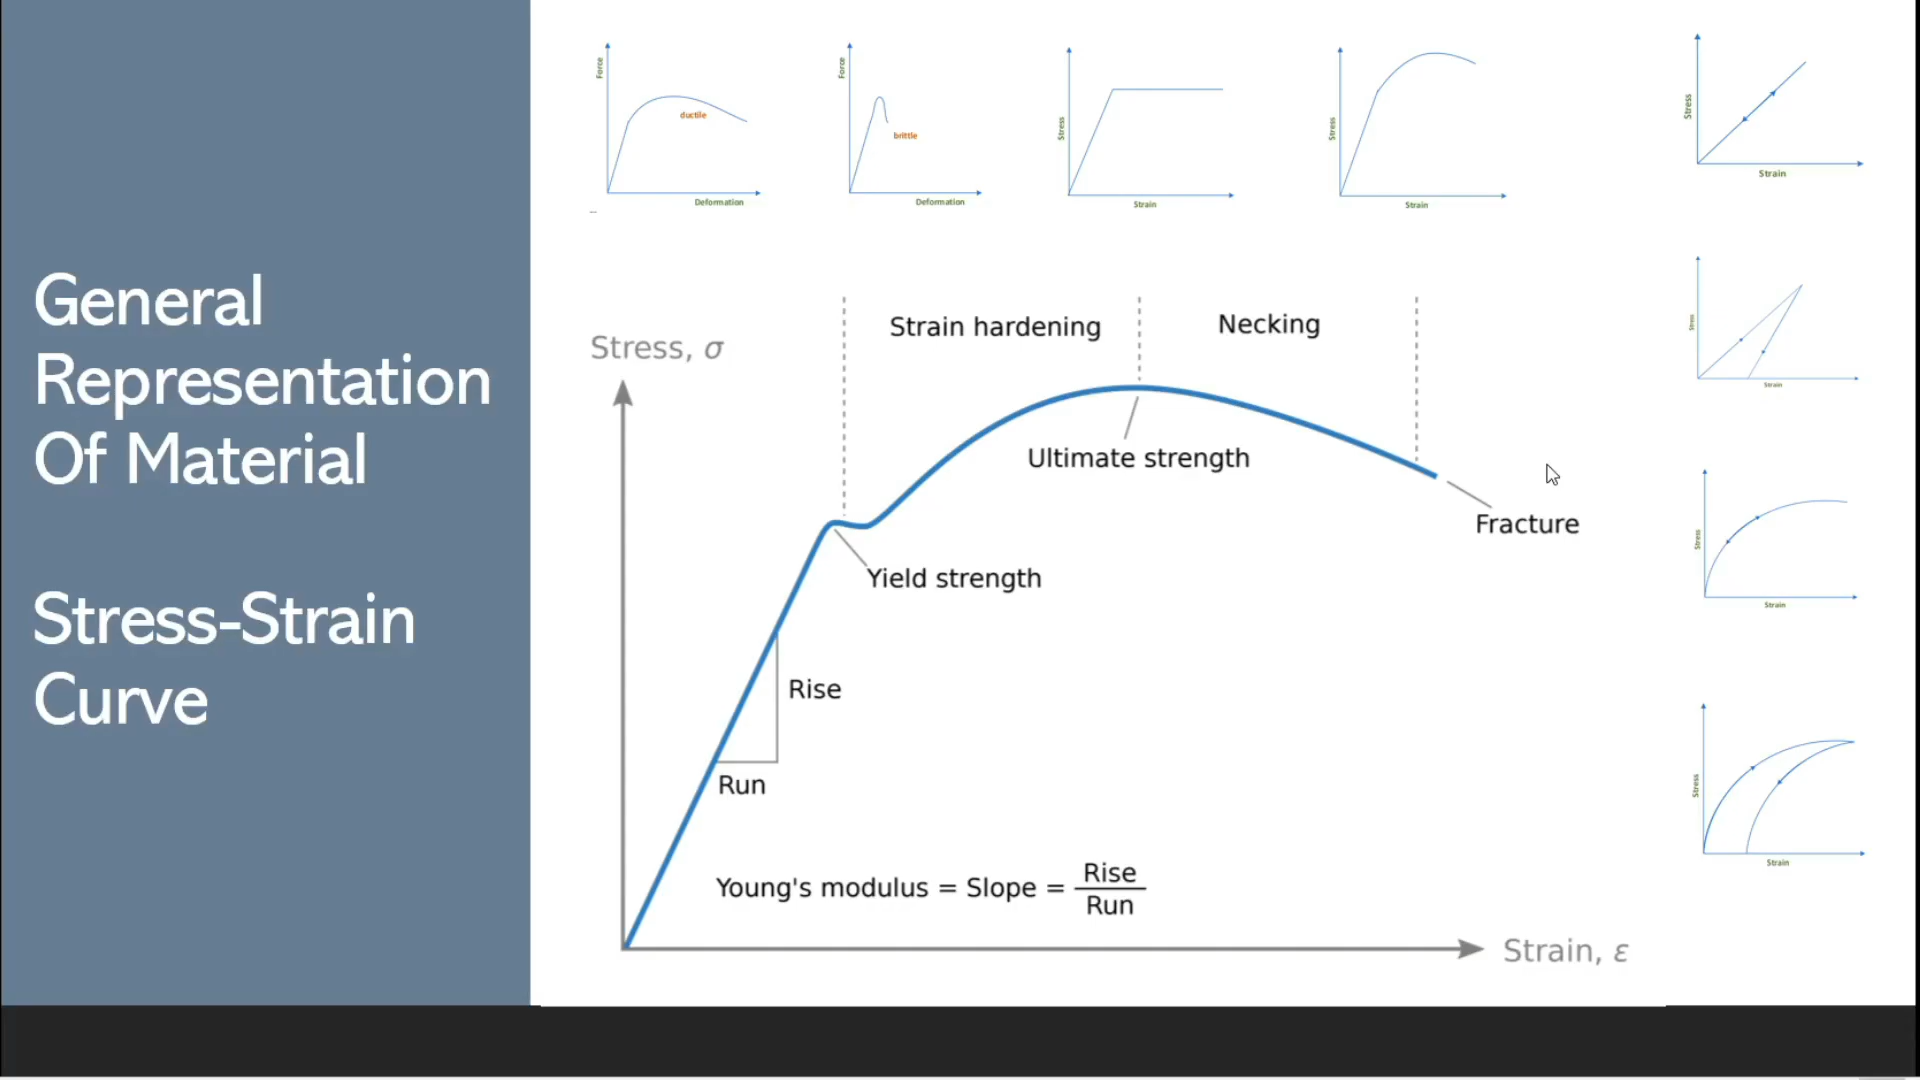 General
Representation
Of Material
Stress-Strain
Curve
Force
ductile
Deformation
Force
brittle
Deformation
Stress
Strain
Stress
Strain
Stress
Strain
Stress
Strain
Stress
Strain
Stress
Strain
Stress, σ
Strain hardening
Necking
Ultimate strength
Fracture
Yield strength
Rise
Run
Young's modulus = Slope = Rise
Run
Strain, ε